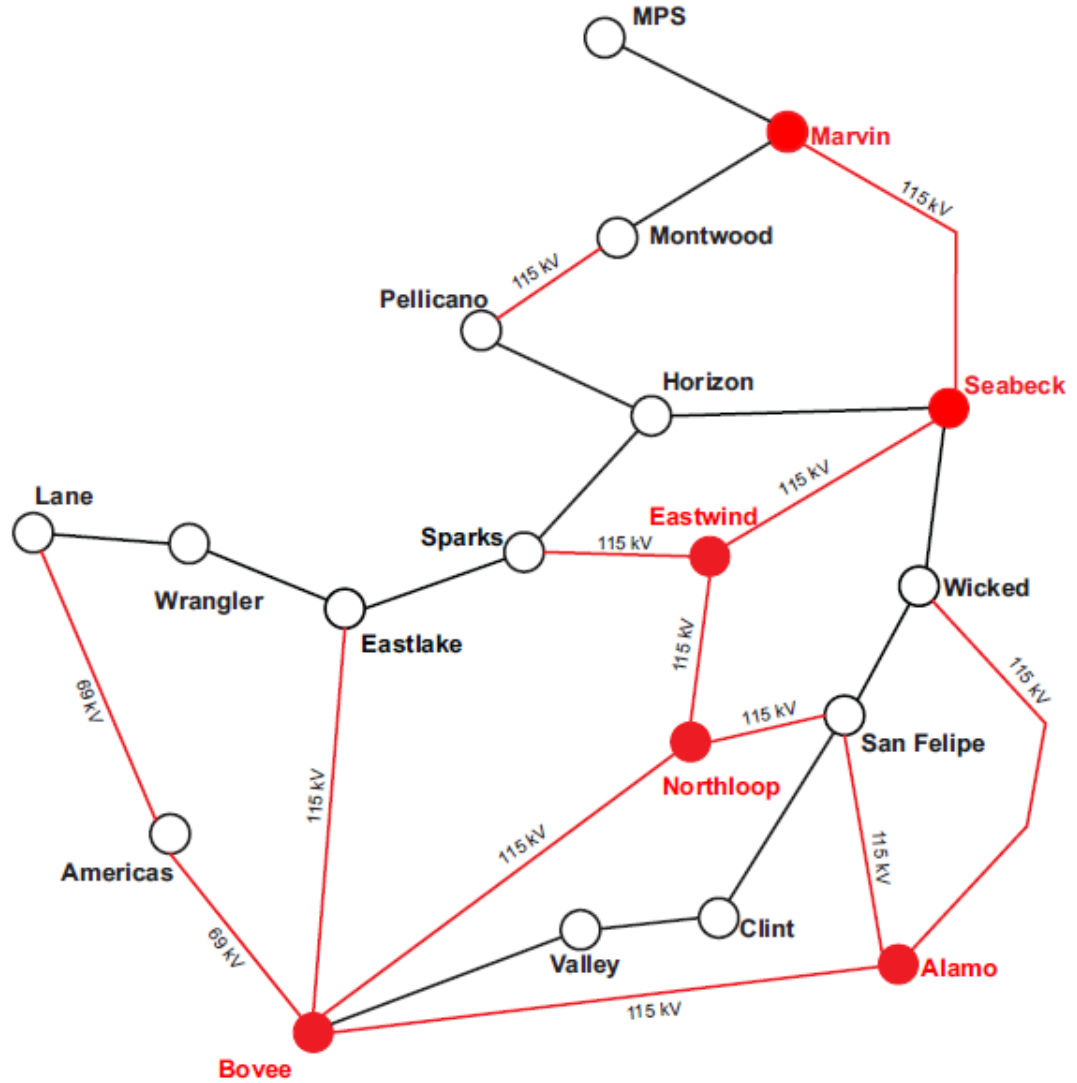 MPS
Marvin
115 kV
Montwood
115 kV
Pellicano
Horizon
Seabeck
115 kV
Lane
Eastwind
Sparks
115 kV
Wicked
Wrangler
Eastlake
115 kV
115 kV
69 kV
115 kV
San Felipe
Northloop
115 kV
115 kV
115 kV
Americas
Clint
69 kV
Valley
Alamo
115 kV
Bovee